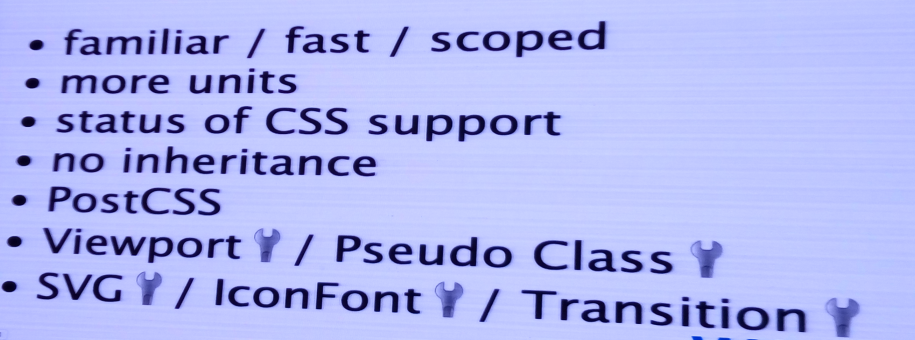 • familiar / fast / scoped
• more units
• status of CSS support
• no inheritance
• PostCSS
• Viewport 🔧 / Pseudo Class 🔧
• SVG 🔧 / IconFont 🔧 / Transition 🔧